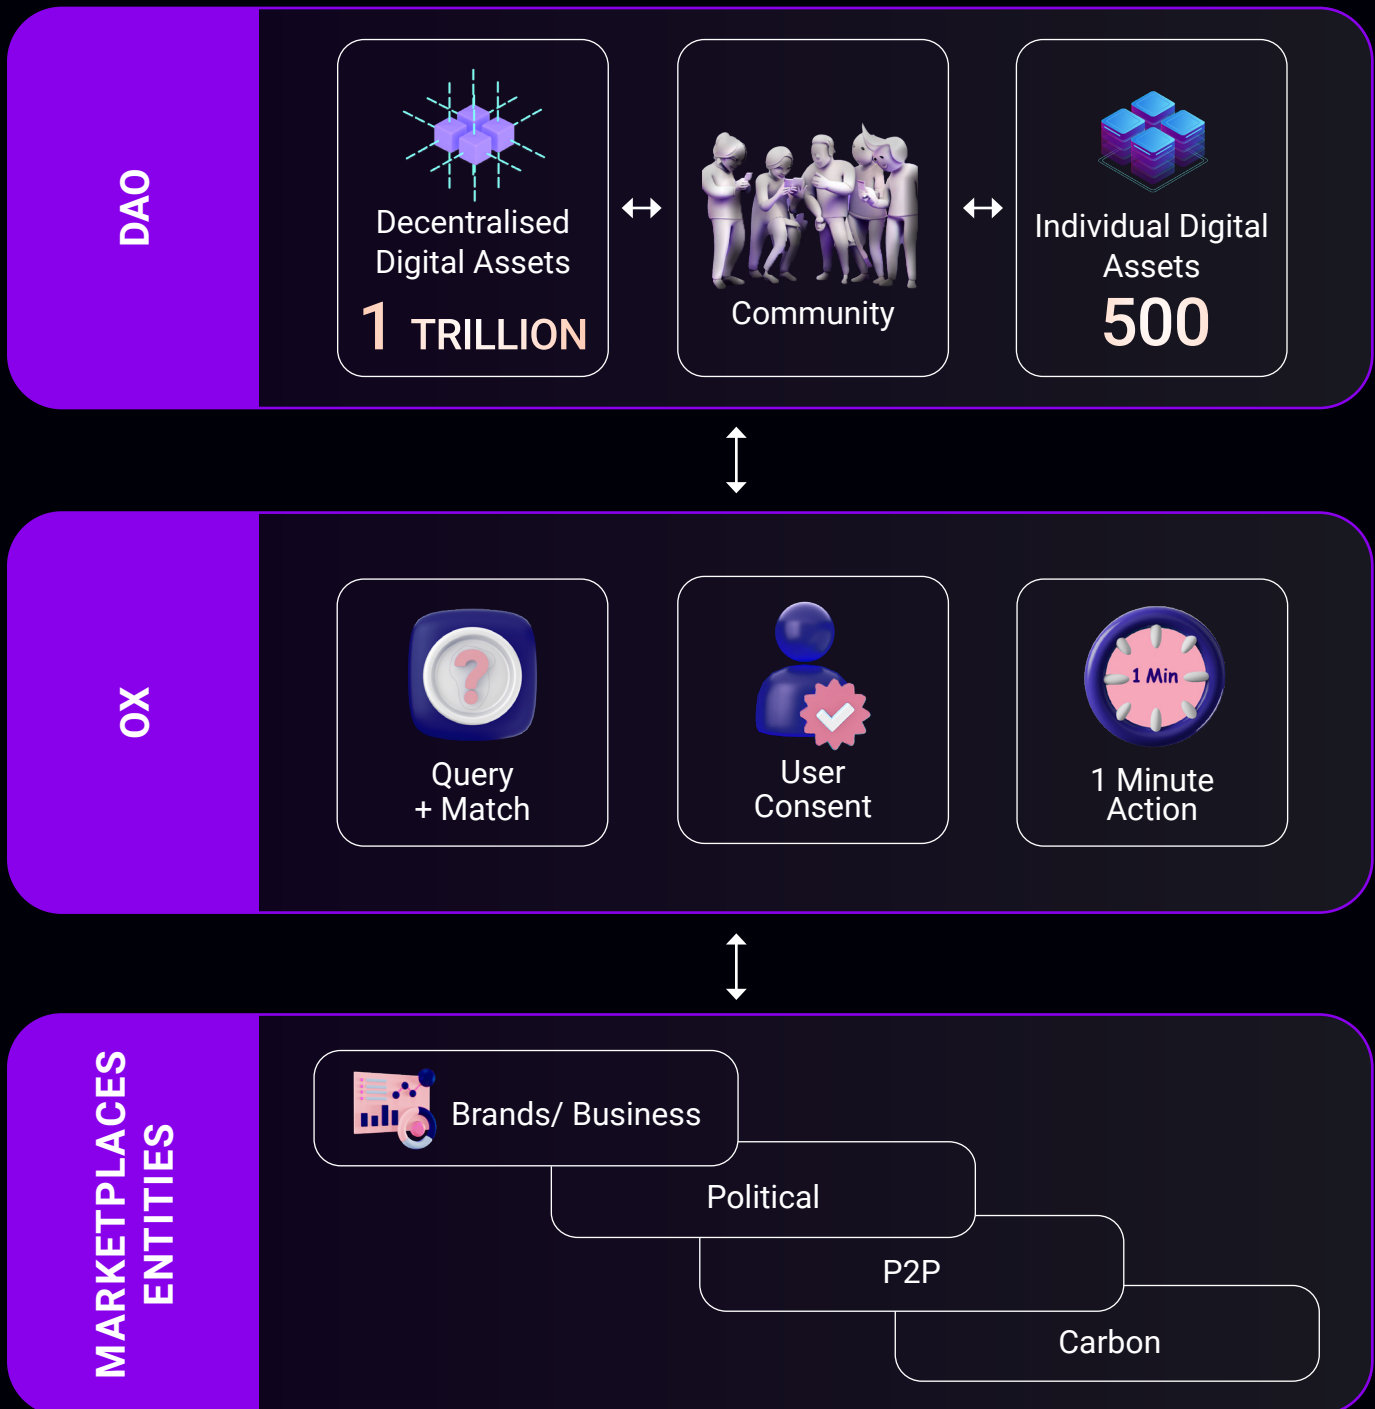 DAO
Decentralised
Digital Assets
1 TRILLION
Community
Individual Digital
Assets
500
OX
?
Query
+ Match
User
Consent
1 Min
1 Minute
Action
MARKETPLACES
ENTITIES
Brands/ Business
Political
P2P
Carbon